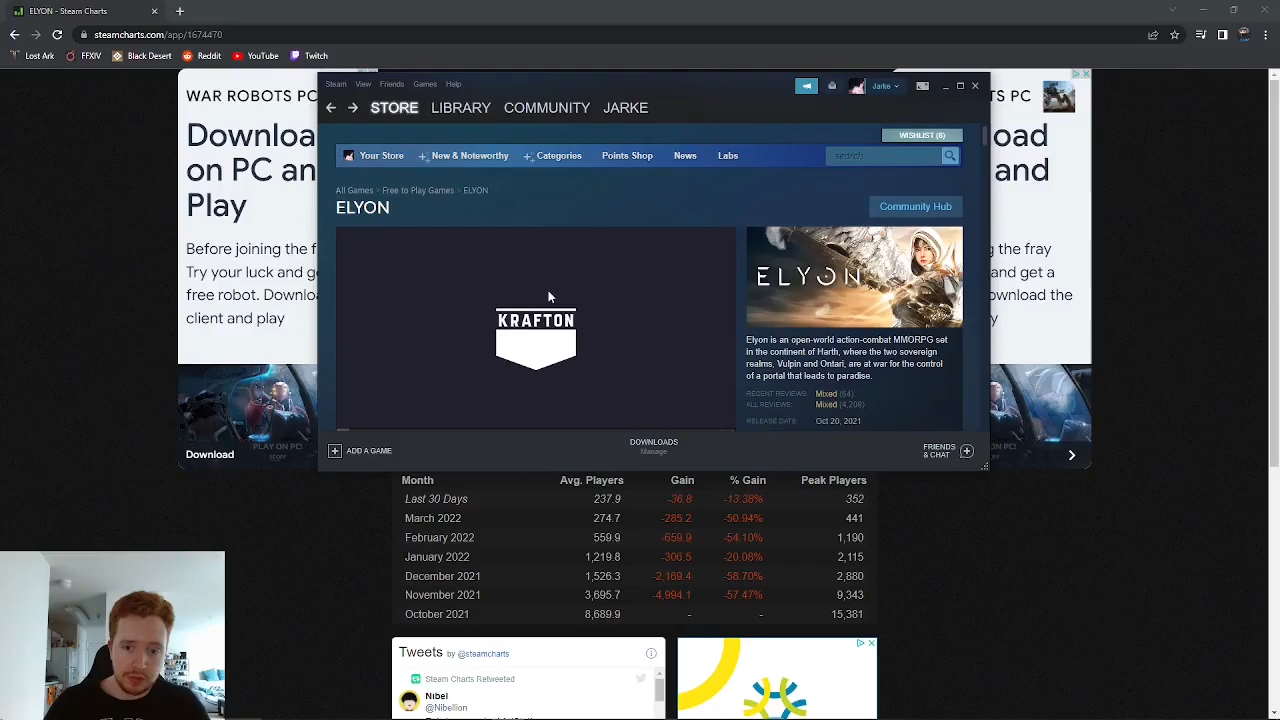 ELYON - Steam Charts
steamcharts.com/app/1674470
Lost Ark
FFXIV
Black Desert
Reddit
YouTube
Twitch
WAR ROBOTS PC
Download
on PC an
Play
Before joining the f
Try your luck and ge
free robot. Downloa
client and play
PLAY ON PC!
Download
Steam View Friends Games Help
Jarke
STORE LIBRARY COMMUNITY JARKE
WISHLIST (8)
Your Store New & Noteworthy Categories Points Shop News Labs
search
All Games > Free to Play Games > ELYON
ELYON
Community Hub
KRAFTON
ELYON
Elyon is an open-world action-combat MMORPG set
in the continent of Harth, where the two sovereign
realms, Vulpin and Ontari, are at war for the control
of a portal that leads to paradise.
RECENT REVIEWS: Mixed (64)
ALL REVIEWS: Mixed (4,208)
RELEASE DATE: Oct 20, 2021
ADD A GAME
DOWNLOADS
Manage
FRIENDS
& CHAT
S PC
oad
and
ng the fray
and get a
ownload the
y
PLAY ON PC!
Month Avg. Players Gain % Gain Peak Players
Last 30 Days 237.9 -36.8 -13.38% 352
March 2022 274.7 -285.2 -50.94% 441
February 2022 559.9 -659.9 -54.10% 1,190
January 2022 1,219.8 -306.5 -20.08% 2,115
December 2021 1,526.3 -2,169.4 -58.70% 2,880
November 2021 3,695.7 -4,994.1 -57.47% 9,343
October 2021 8,689.9 - - 15,381
Tweets by @steamcharts
Steam Charts Retweeted
Nibel
@Nibellion